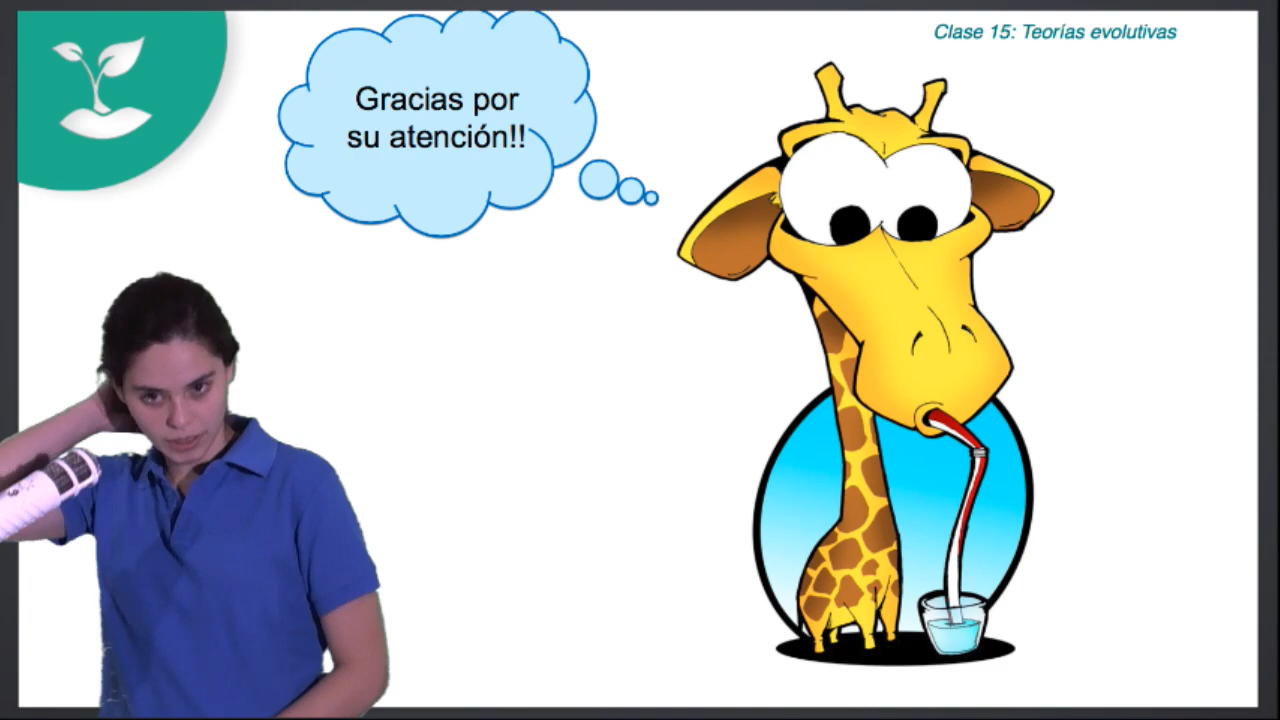 Clase 15: Teorías evolutivas
Gracias por
su atención!!